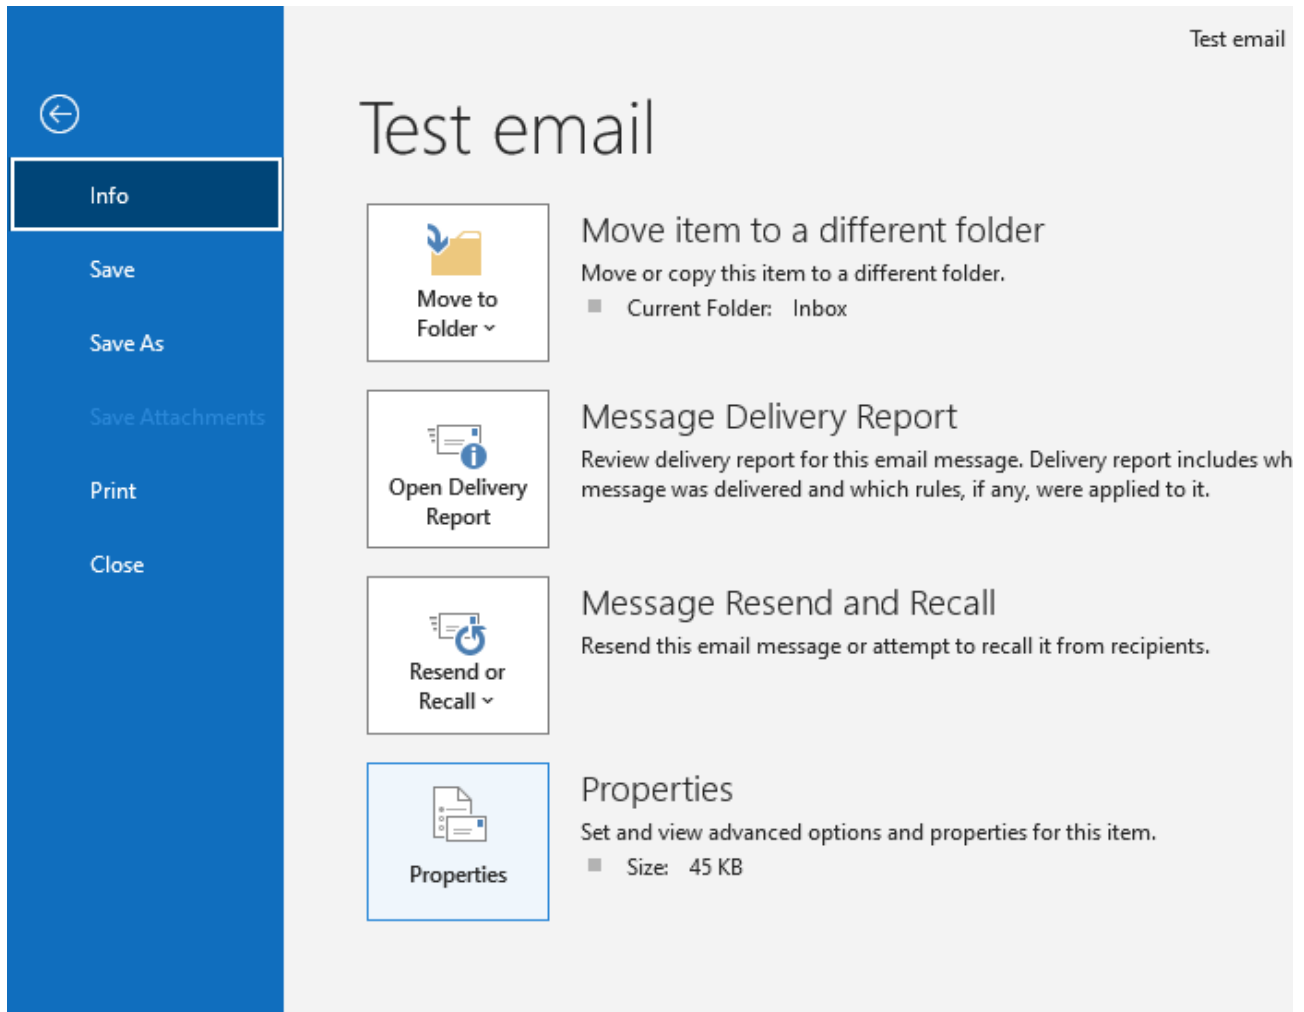 Test email
Test email
Info
Save
Save As
Save Attachments
Print
Close
Move to
Folder
Move item to a different folder
Move or copy this item to a different folder.
Current Folder: Inbox
Open Delivery
Report
Message Delivery Report
Review delivery report for this email message. Delivery report includes wh
message was delivered and which rules, if any, were applied to it.
Resend or
Recall
Message Resend and Recall
Resend this email message or attempt to recall it from recipients.
Properties
Properties
Set and view advanced options and properties for this item.
Size: 45 KB